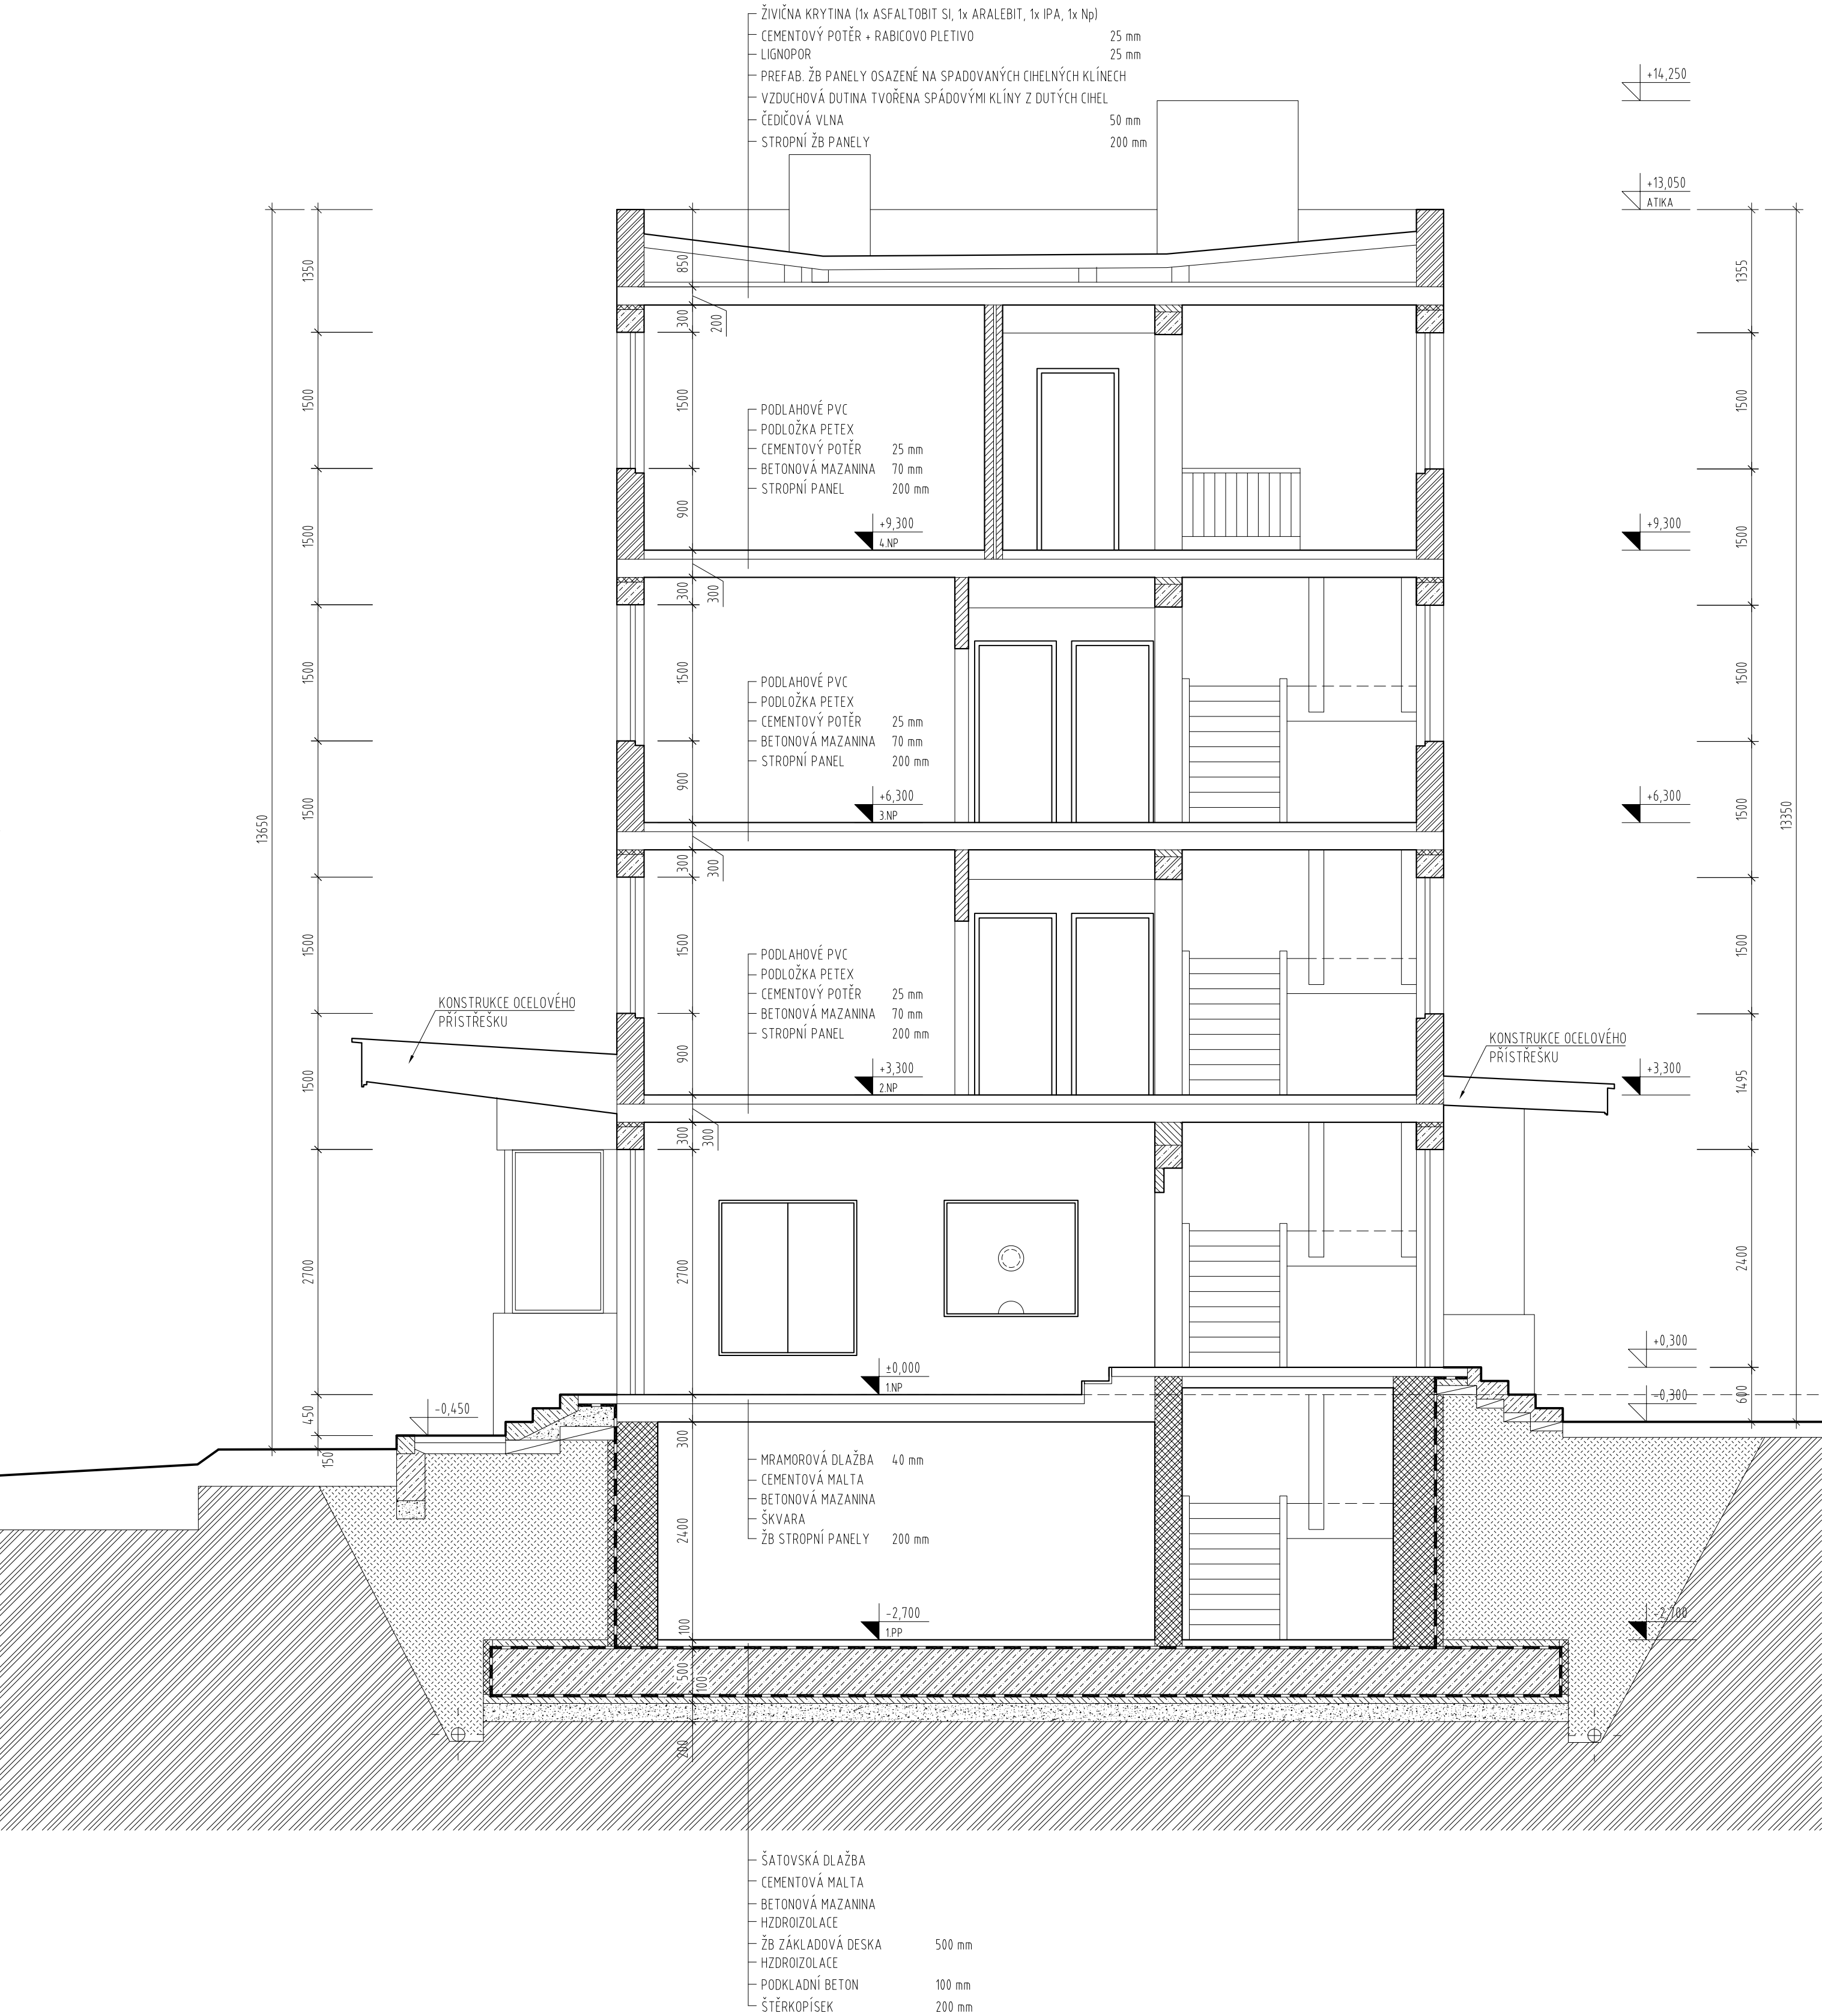 ŽIVIČNA KRYTINA (1x ASFALTOBIT SI, 1x ARALEBIT, 1x IPA, 1x Np)
CEMENTOVÝ POTĚR + RABICOVO PLETIVO 25 mm
LIGNOPOR 25 mm
PREFAB. ŽB PANELY OSAZENÉ NA SPADOVANÝCH CIHELNÝCH KLÍNECH
VZDUCHOVÁ DUTINA TVOŘENA SPÁDOVÝMI KLÍNY Z DUTÝCH CIHEL
ČEDIČOVÁ VLNA 50 mm
STROPNÍ ŽB PANELY 200 mm
+14,250
+13,050
ATIKA
1350
850
1355
300
200
1500
1500
1500
PODLAHOVÉ PVC
PODLOŽKA PETEX
CEMENTOVÝ POTĚR 25 mm
BETONOVÁ MAZANINA 70 mm
STROPNÍ PANEL 200 mm
1500
900
+9,300
4.NP
+9,300
1500
300
300
1500
1500
1500
PODLAHOVÉ PVC
PODLOŽKA PETEX
CEMENTOVÝ POTĚR 25 mm
BETONOVÁ MAZANINA 70 mm
STROPNÍ PANEL 200 mm
13650
1500
900
+6,300
3.NP
+6,300
1500
13350
300
300
1500
1500
1500
PODLAHOVÉ PVC
PODLOŽKA PETEX
CEMENTOVÝ POTĚR 25 mm
BETONOVÁ MAZANINA 70 mm
STROPNÍ PANEL 200 mm
KONSTRUKCE OCELOVÉHO
PŘÍSTŘEŠKU
KONSTRUKCE OCELOVÉHO
PŘÍSTŘEŠKU
1500
900
+3,300
2.NP
+3,300
1495
300
300
2700
2700
2400
±0,000
1.NP
+0,300
-0,300
600
450
-0,450
150
300
MRAMOROVÁ DLAŽBA 40 mm
CEMENTOVÁ MALTA
BETONOVÁ MAZANINA
ŠKVARA
ŽB STROPNÍ PANELY 200 mm
2400
-2,700
1.PP
-2,700
100
500
100
200
ŠATOVSKÁ DLAŽBA
CEMENTOVÁ MALTA
BETONOVÁ MAZANINA
HZDROIZOLACE
ŽB ZÁKLADOVÁ DESKA 500 mm
HZDROIZOLACE
PODKLADNÍ BETON 100 mm
ŠTĚRKOPÍSEK 200 mm